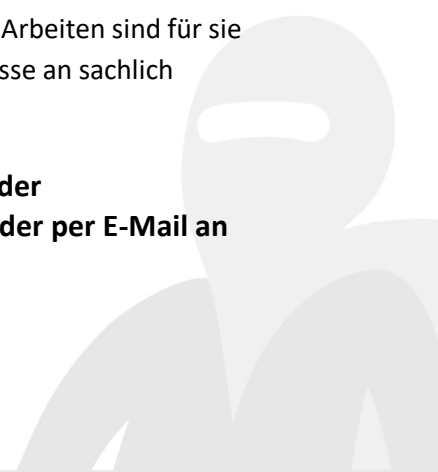 Arbeiten sind für sie
sse an sachlich
der
der per E-Mail an